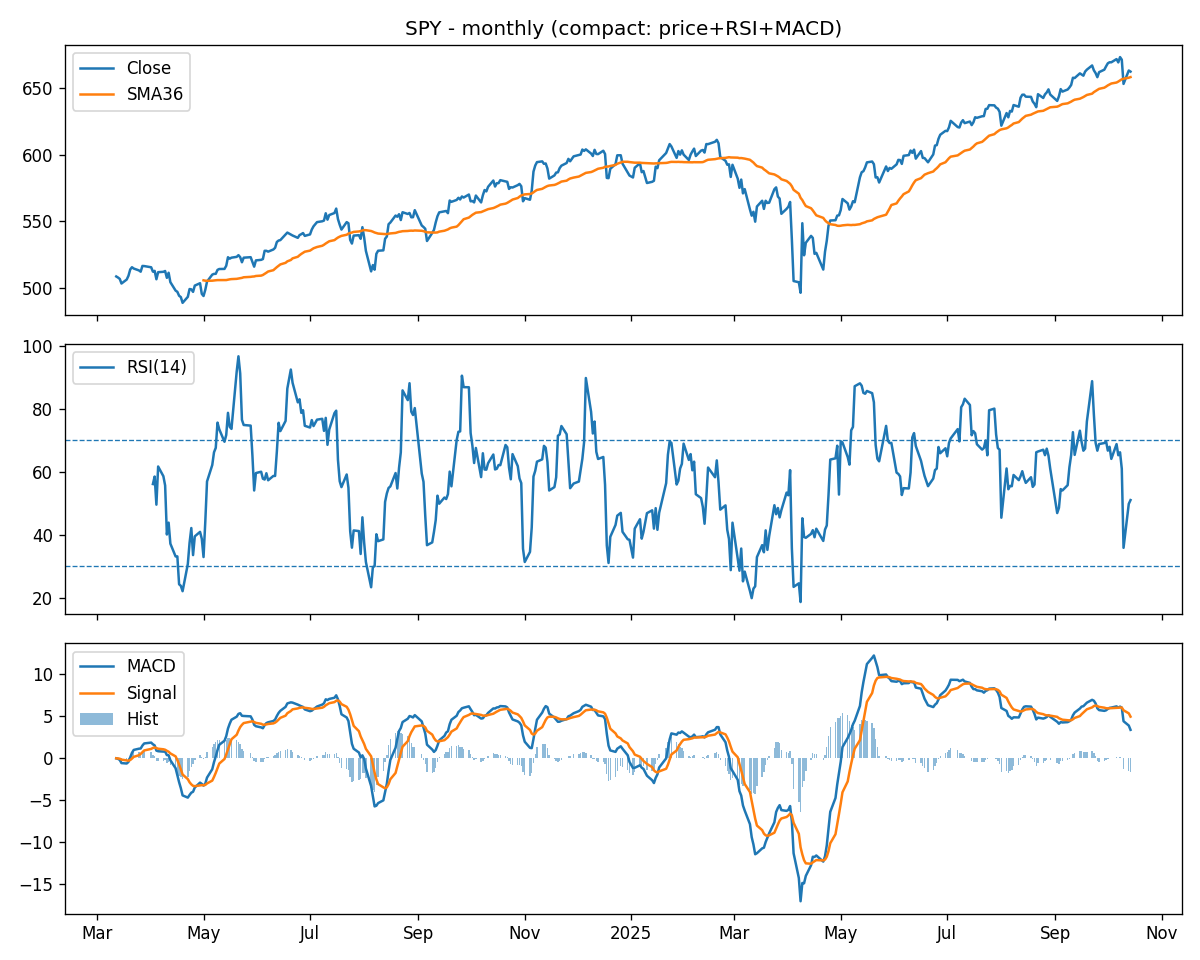 SPY - monthly (compact: price+RSI+MACD)
Close
SMA36
650
600
550
500
RSI(14)
100
80
60
40
20
MACD
Signal
Hist
10
5
0
−5
−10
−15
Mar May Jul Sep Nov 2025 Mar May Jul Sep Nov